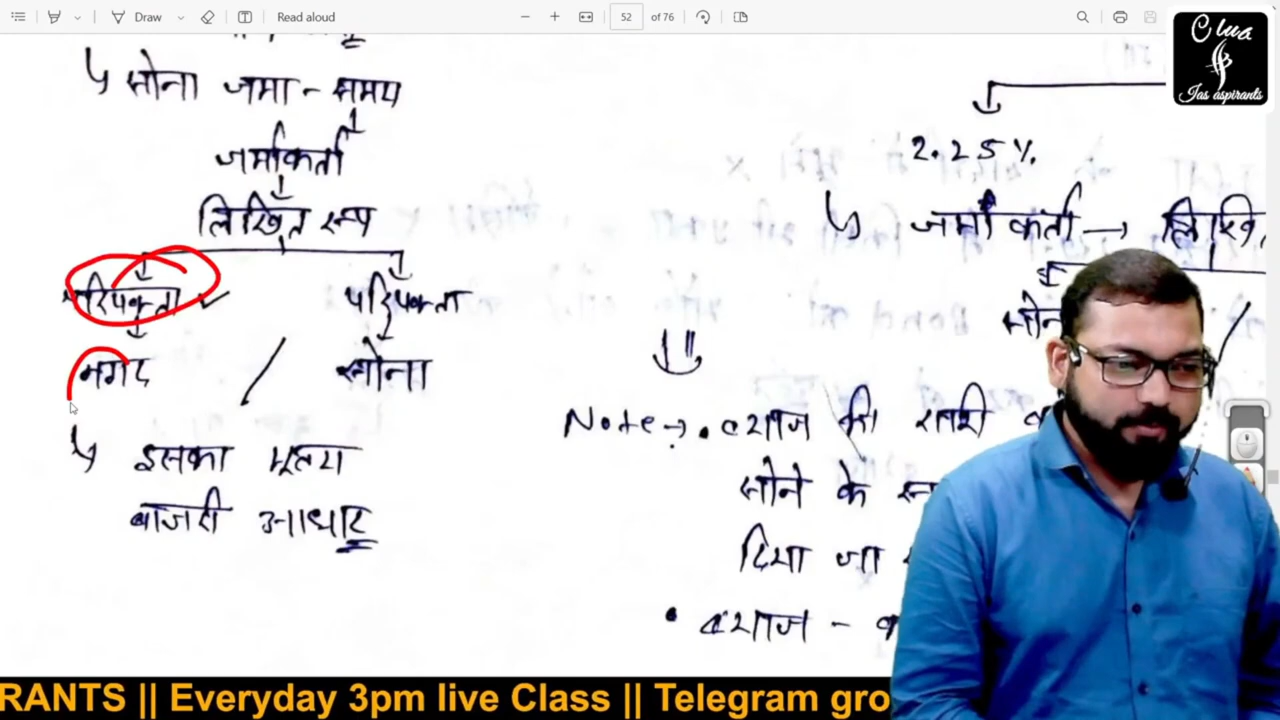 Draw
Read aloud
52 of 76
Clua
Ias aspirants
↳ सोना जमा - समय
जमाकर्ता
लिखित रूप
परिपक्वता ✓ परिपक्वता
नगद / सोना
↳ इसका मूल्य
बाजारी आधार
2.25%
↳ जमा कर्ता → लिखि
सोन /
Note → • ब्याज की राशी
सोने के
दिया जा
• ब्याज -
RANTS || Everyday 3pm live Class || Telegram gro